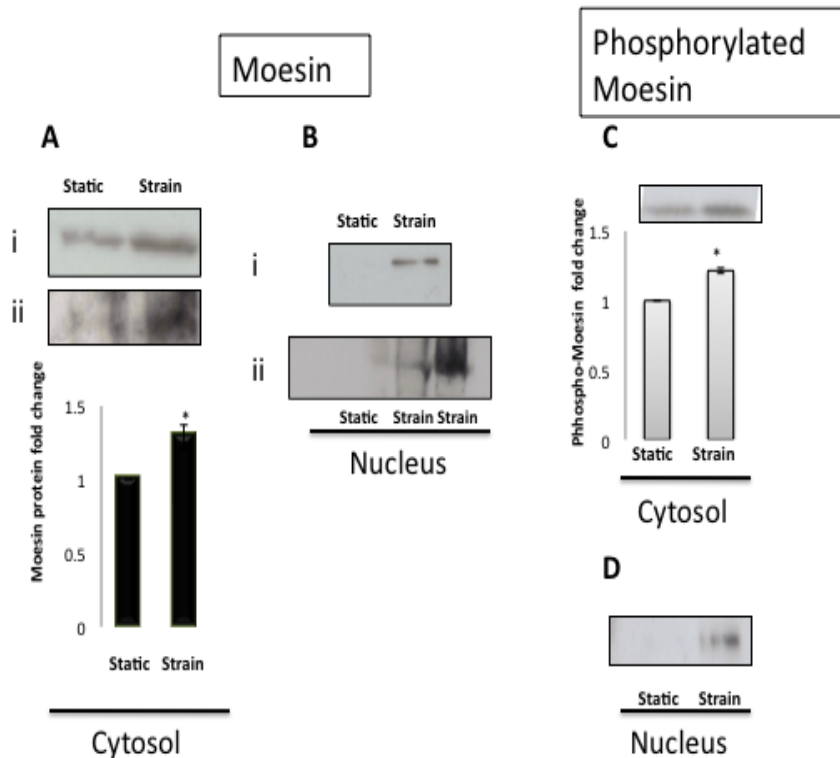 Moesin
Phosphorylated
Moesin
A
Static Strain
i
ii
Moesin protein fold change
1.5
1
0.5
0
*
Static Strain
Cytosol
B
Static Strain
i
ii
Static Strain Strain
Nucleus
C
Phhospho-Moesin fold change
1.5
1
0.5
0
*
Static Strain
Cytosol
D
Static Strain
Nucleus